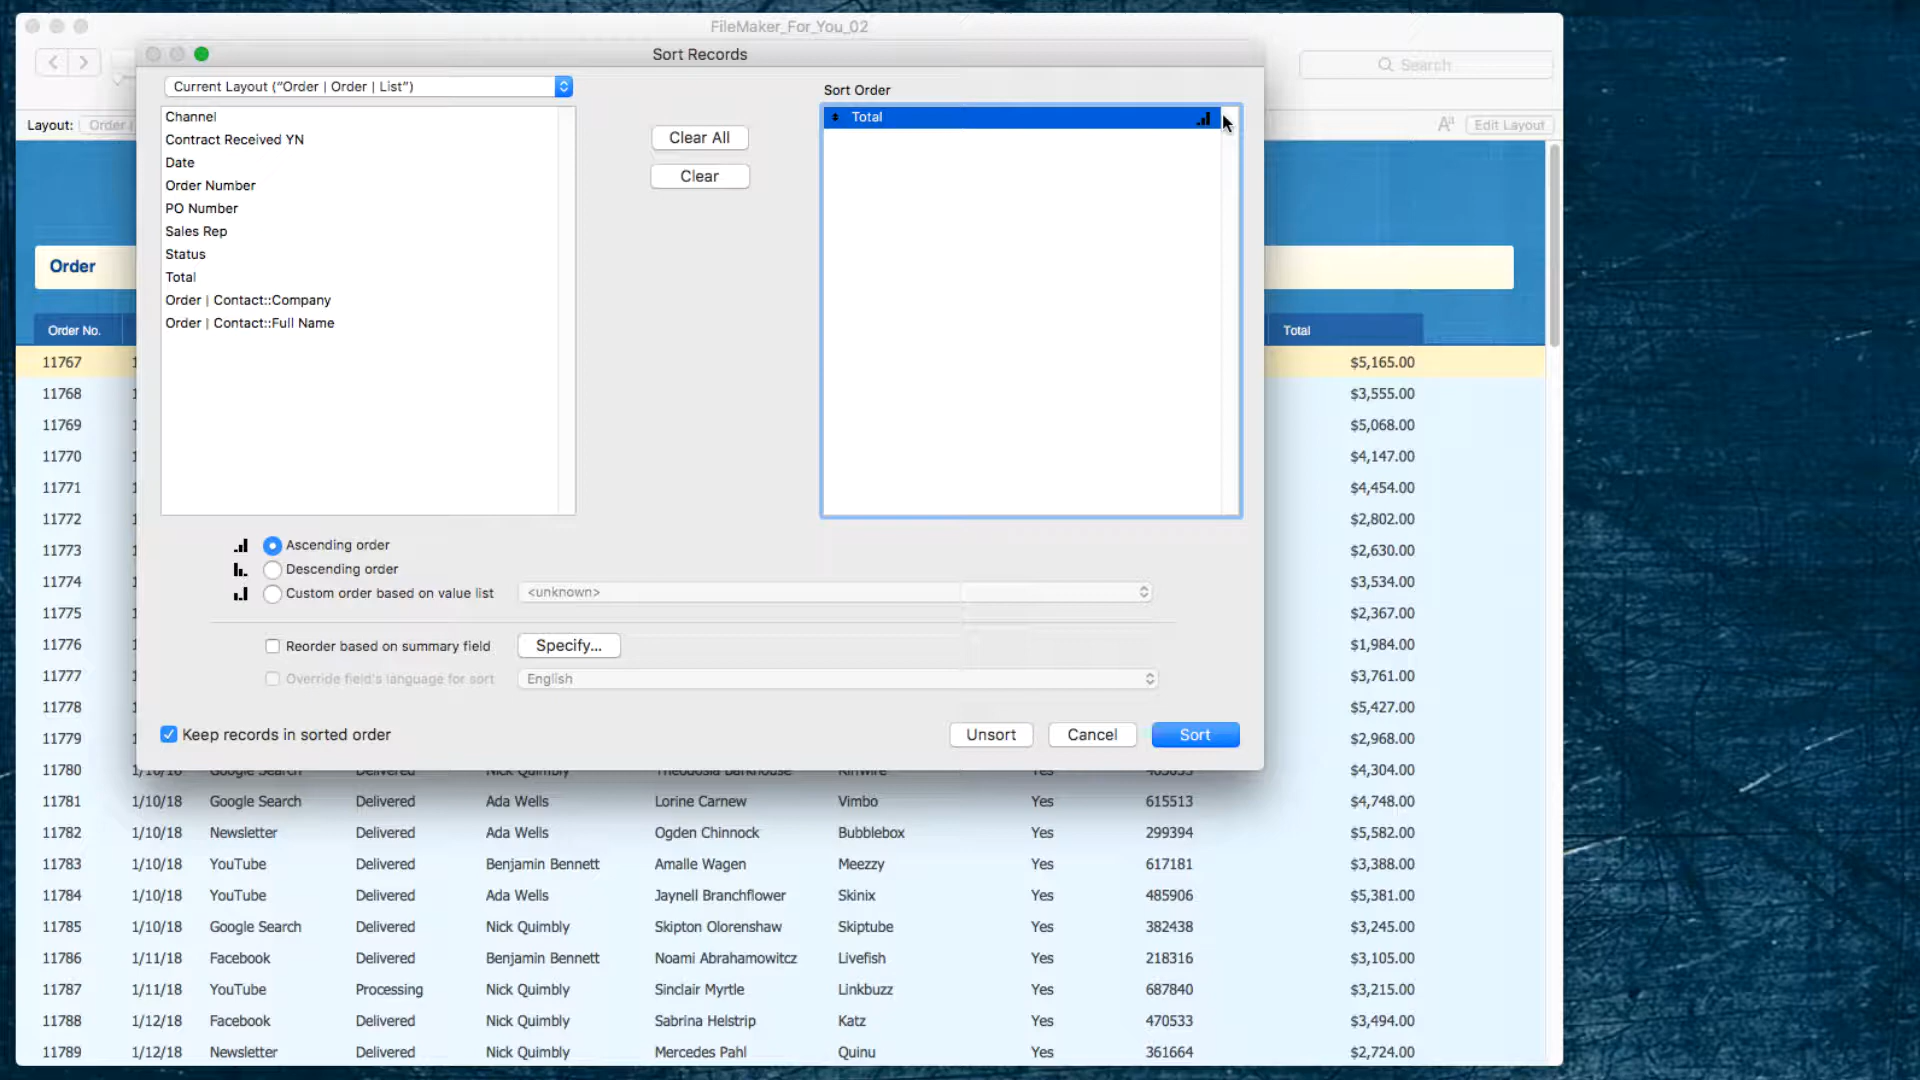 FileMaker_For_You_02
Sort Records
Search
Current Layout ("Order | Order | List")
Sort Order
Layout:
Order
Edit Layout
Channel
Contract Received YN
Date
Order Number
PO Number
Sales Rep
Status
Total
Order | Contact::Company
Order | Contact::Full Name
Clear All
Clear
Total
Order
Order No.
Total
Ascending order
Descending order
Custom order based on value list
<unknown>
Reorder based on summary field
Specify...
Override field's language for sort
English
Keep records in sorted order
Unsort
Cancel
Sort
11767 $5,165.00
11768 $3,555.00
11769 $5,068.00
11770 $4,147.00
11771 $4,454.00
11772 $2,802.00
11773 $2,630.00
11774 $3,534.00
11775 $2,367.00
11776 $1,984.00
11777 $3,761.00
11778 $5,427.00
11779 $2,968.00
11780 1/10/18 Google Search Delivered Nick Quimbly Yes $4,304.00
11781 1/10/18 Google Search Delivered Ada Wells Lorine Carnew Vimbo Yes 615513 $4,748.00
11782 1/10/18 Newsletter Delivered Ada Wells Ogden Chinnock Bubblebox Yes 299394 $5,582.00
11783 1/10/18 YouTube Delivered Benjamin Bennett Amalle Wagen Meezzy Yes 617181 $3,388.00
11784 1/10/18 YouTube Delivered Ada Wells Jaynell Branchflower Skinix Yes 485906 $5,381.00
11785 1/10/18 Google Search Delivered Nick Quimbly Skipton Olorenshaw Skiptube Yes 382438 $3,245.00
11786 1/11/18 Facebook Delivered Benjamin Bennett Noami Abrahamowitcz Livefish Yes 218316 $3,105.00
11787 1/11/18 YouTube Processing Nick Quimbly Sinclair Myrtle Linkbuzz Yes 687840 $3,215.00
11788 1/12/18 Facebook Delivered Nick Quimbly Sabrina Helstrip Katz Yes 470533 $3,494.00
11789 1/12/18 Newsletter Delivered Nick Quimbly Mercedes Pahl Quinu Yes 361664 $2,724.00